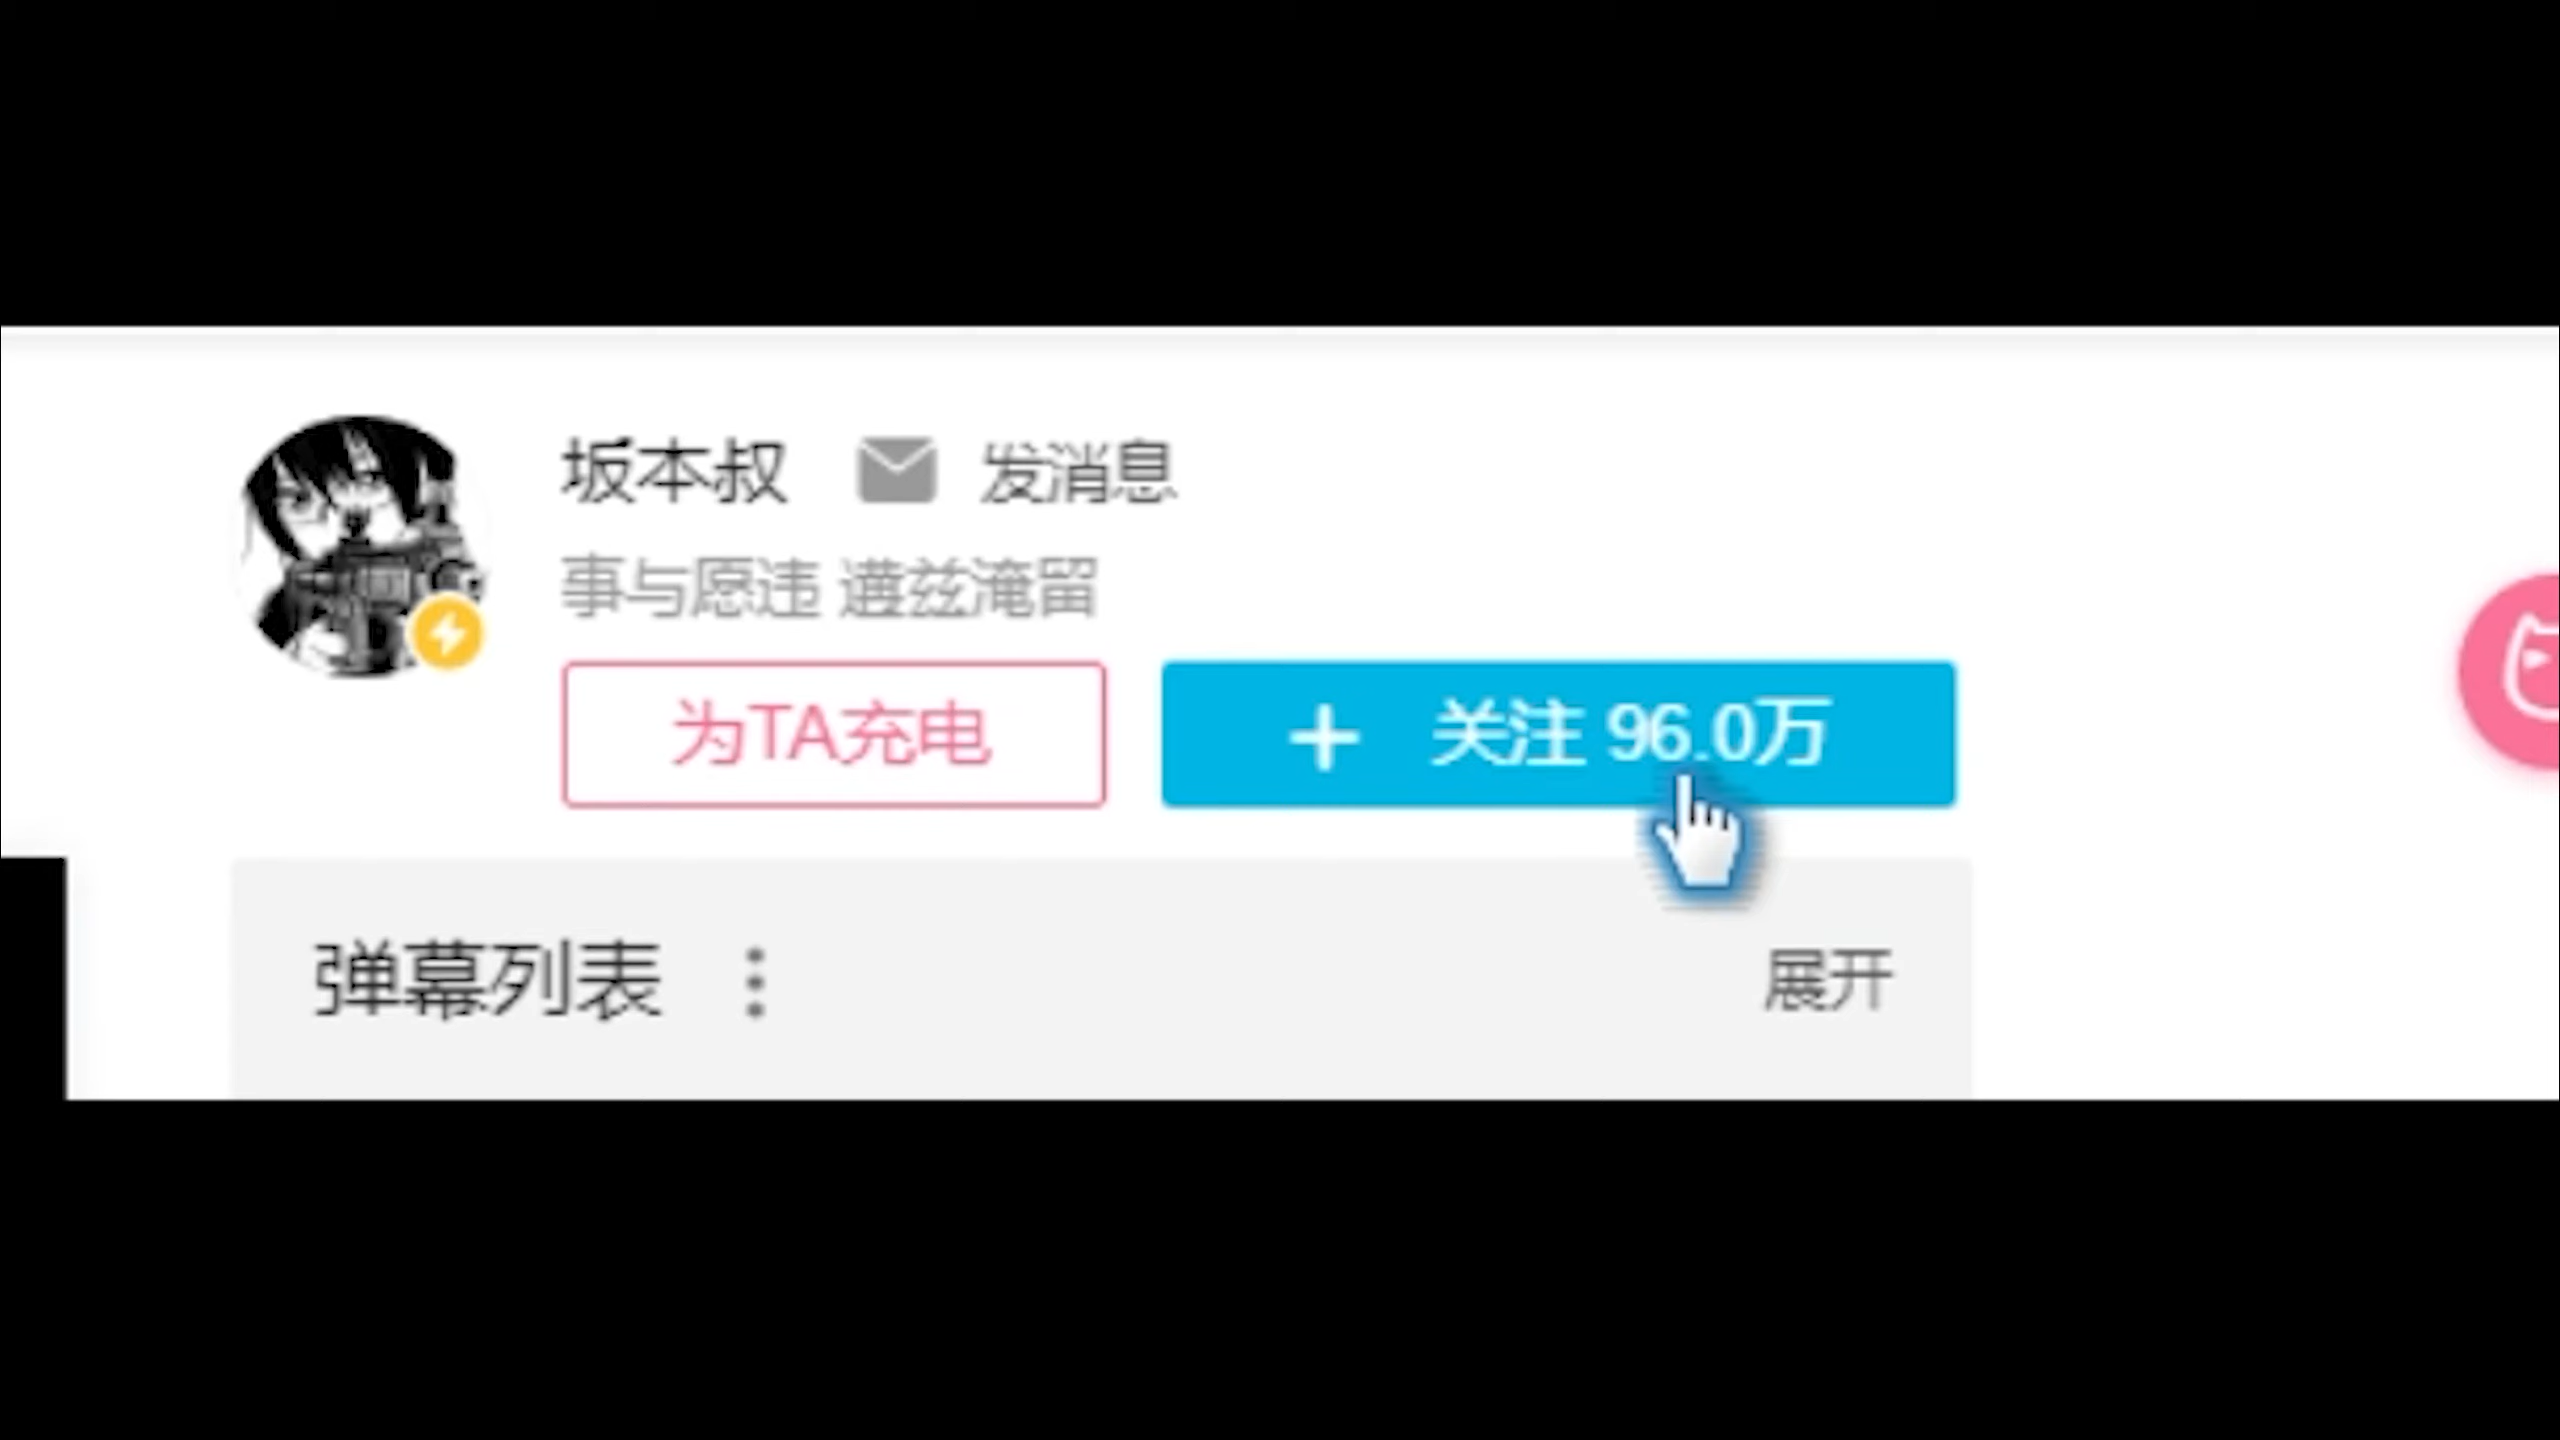 坂本叔 发消息
事与愿违 遘兹淹留
为TA充电
+ 关注 96.0万
弹幕列表
展开